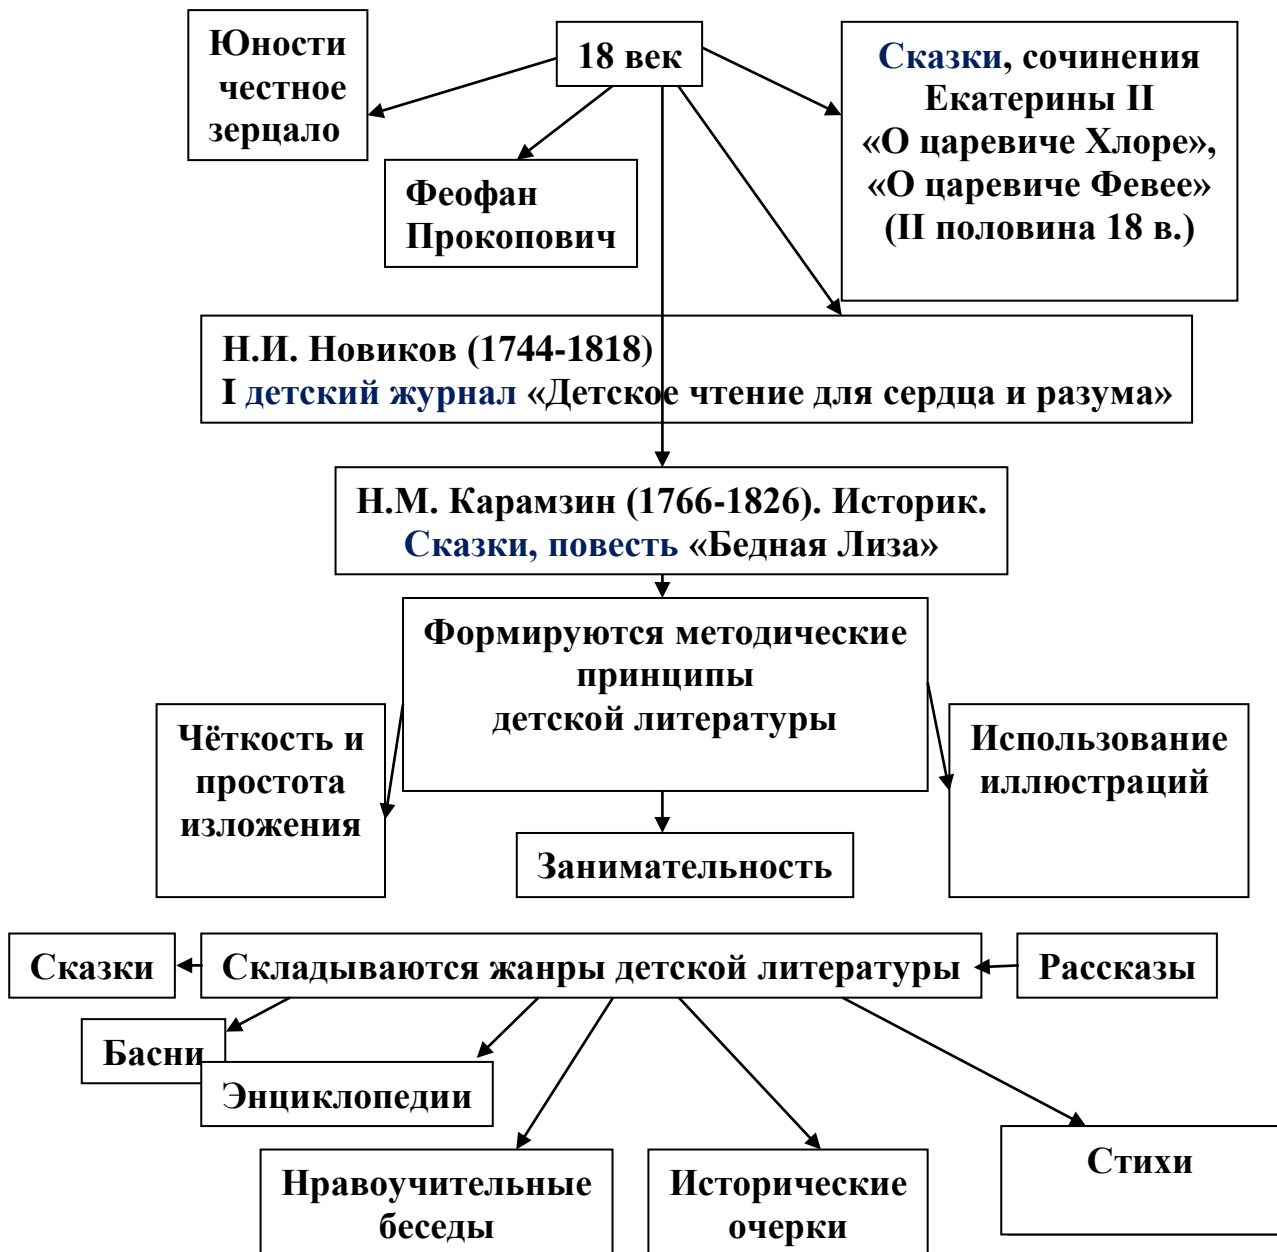 Юности
честное
зерцало
18 век
Сказки, сочинения
Екатерины II
«О царевиче Хлоре»,
«О царевиче Февее»
(II половина 18 в.)
Феофан
Прокопович
Н.И. Новиков (1744-1818)
I детский журнал «Детское чтение для сердца и разума»
Н.М. Карамзин (1766-1826). Историк.
Сказки, повесть «Бедная Лиза»
Формируются методические
принципы
детской литературы
Чёткость и
простота
изложения
Использование
иллюстраций
Занимательность
Сказки
Складываются жанры детской литературы
Рассказы
Басни
Энциклопедии
Нравоучительные
беседы
Исторические
очерки
Стихи